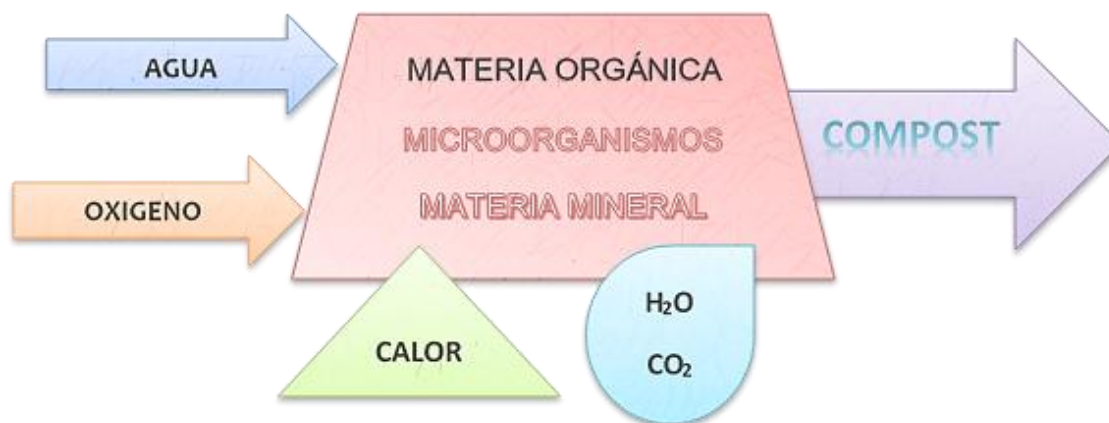 AGUA
OXIGENO
MATERIA ORGÁNICA
MICROORGANISMOS
MATERIA MINERAL
CALOR
H₂O
CO₂
COMPOST